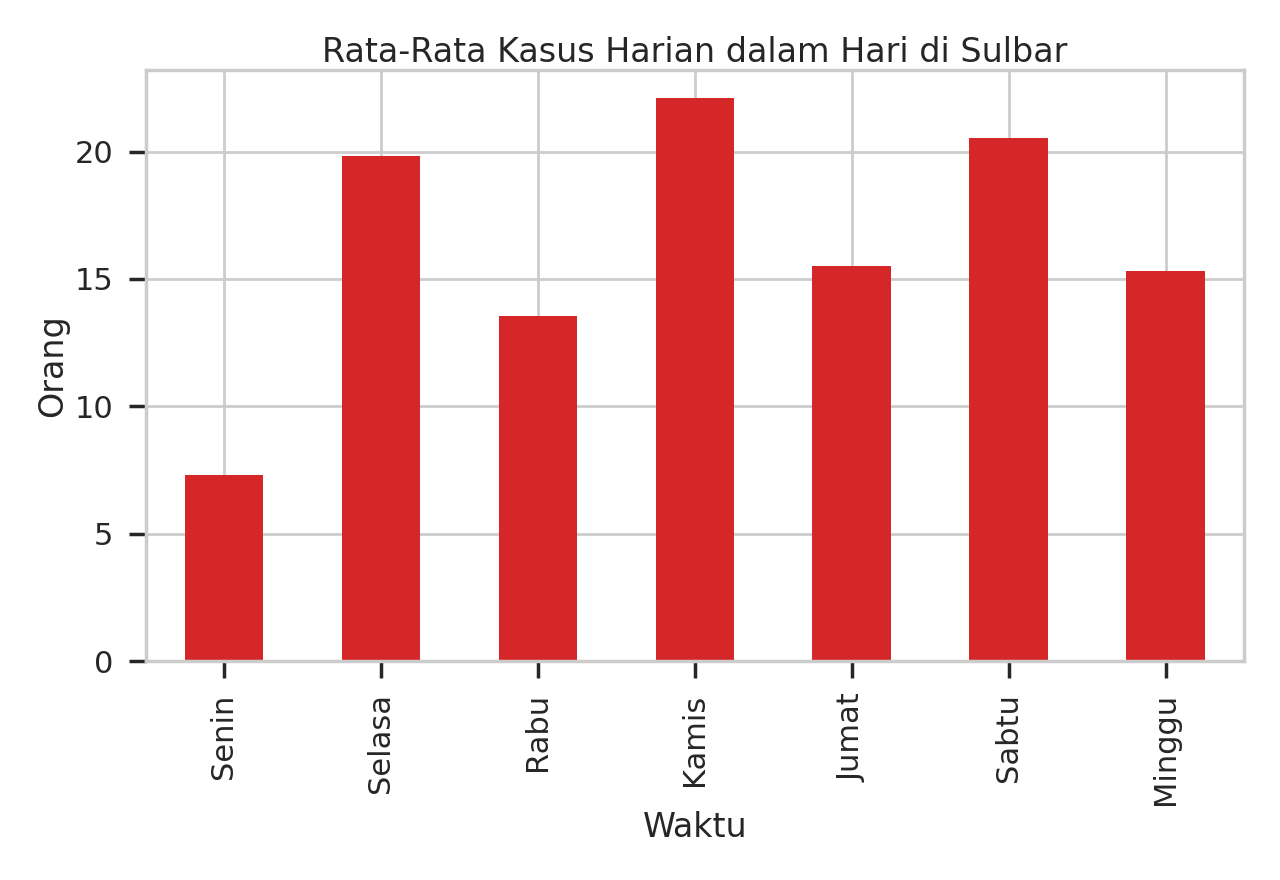 Rata-Rata Kasus Harian dalam Hari di Sulbar
Orang
20
15
10
5
0
Senin
Selasa
Rabu
Kamis
Jumat
Sabtu
Minggu
Waktu